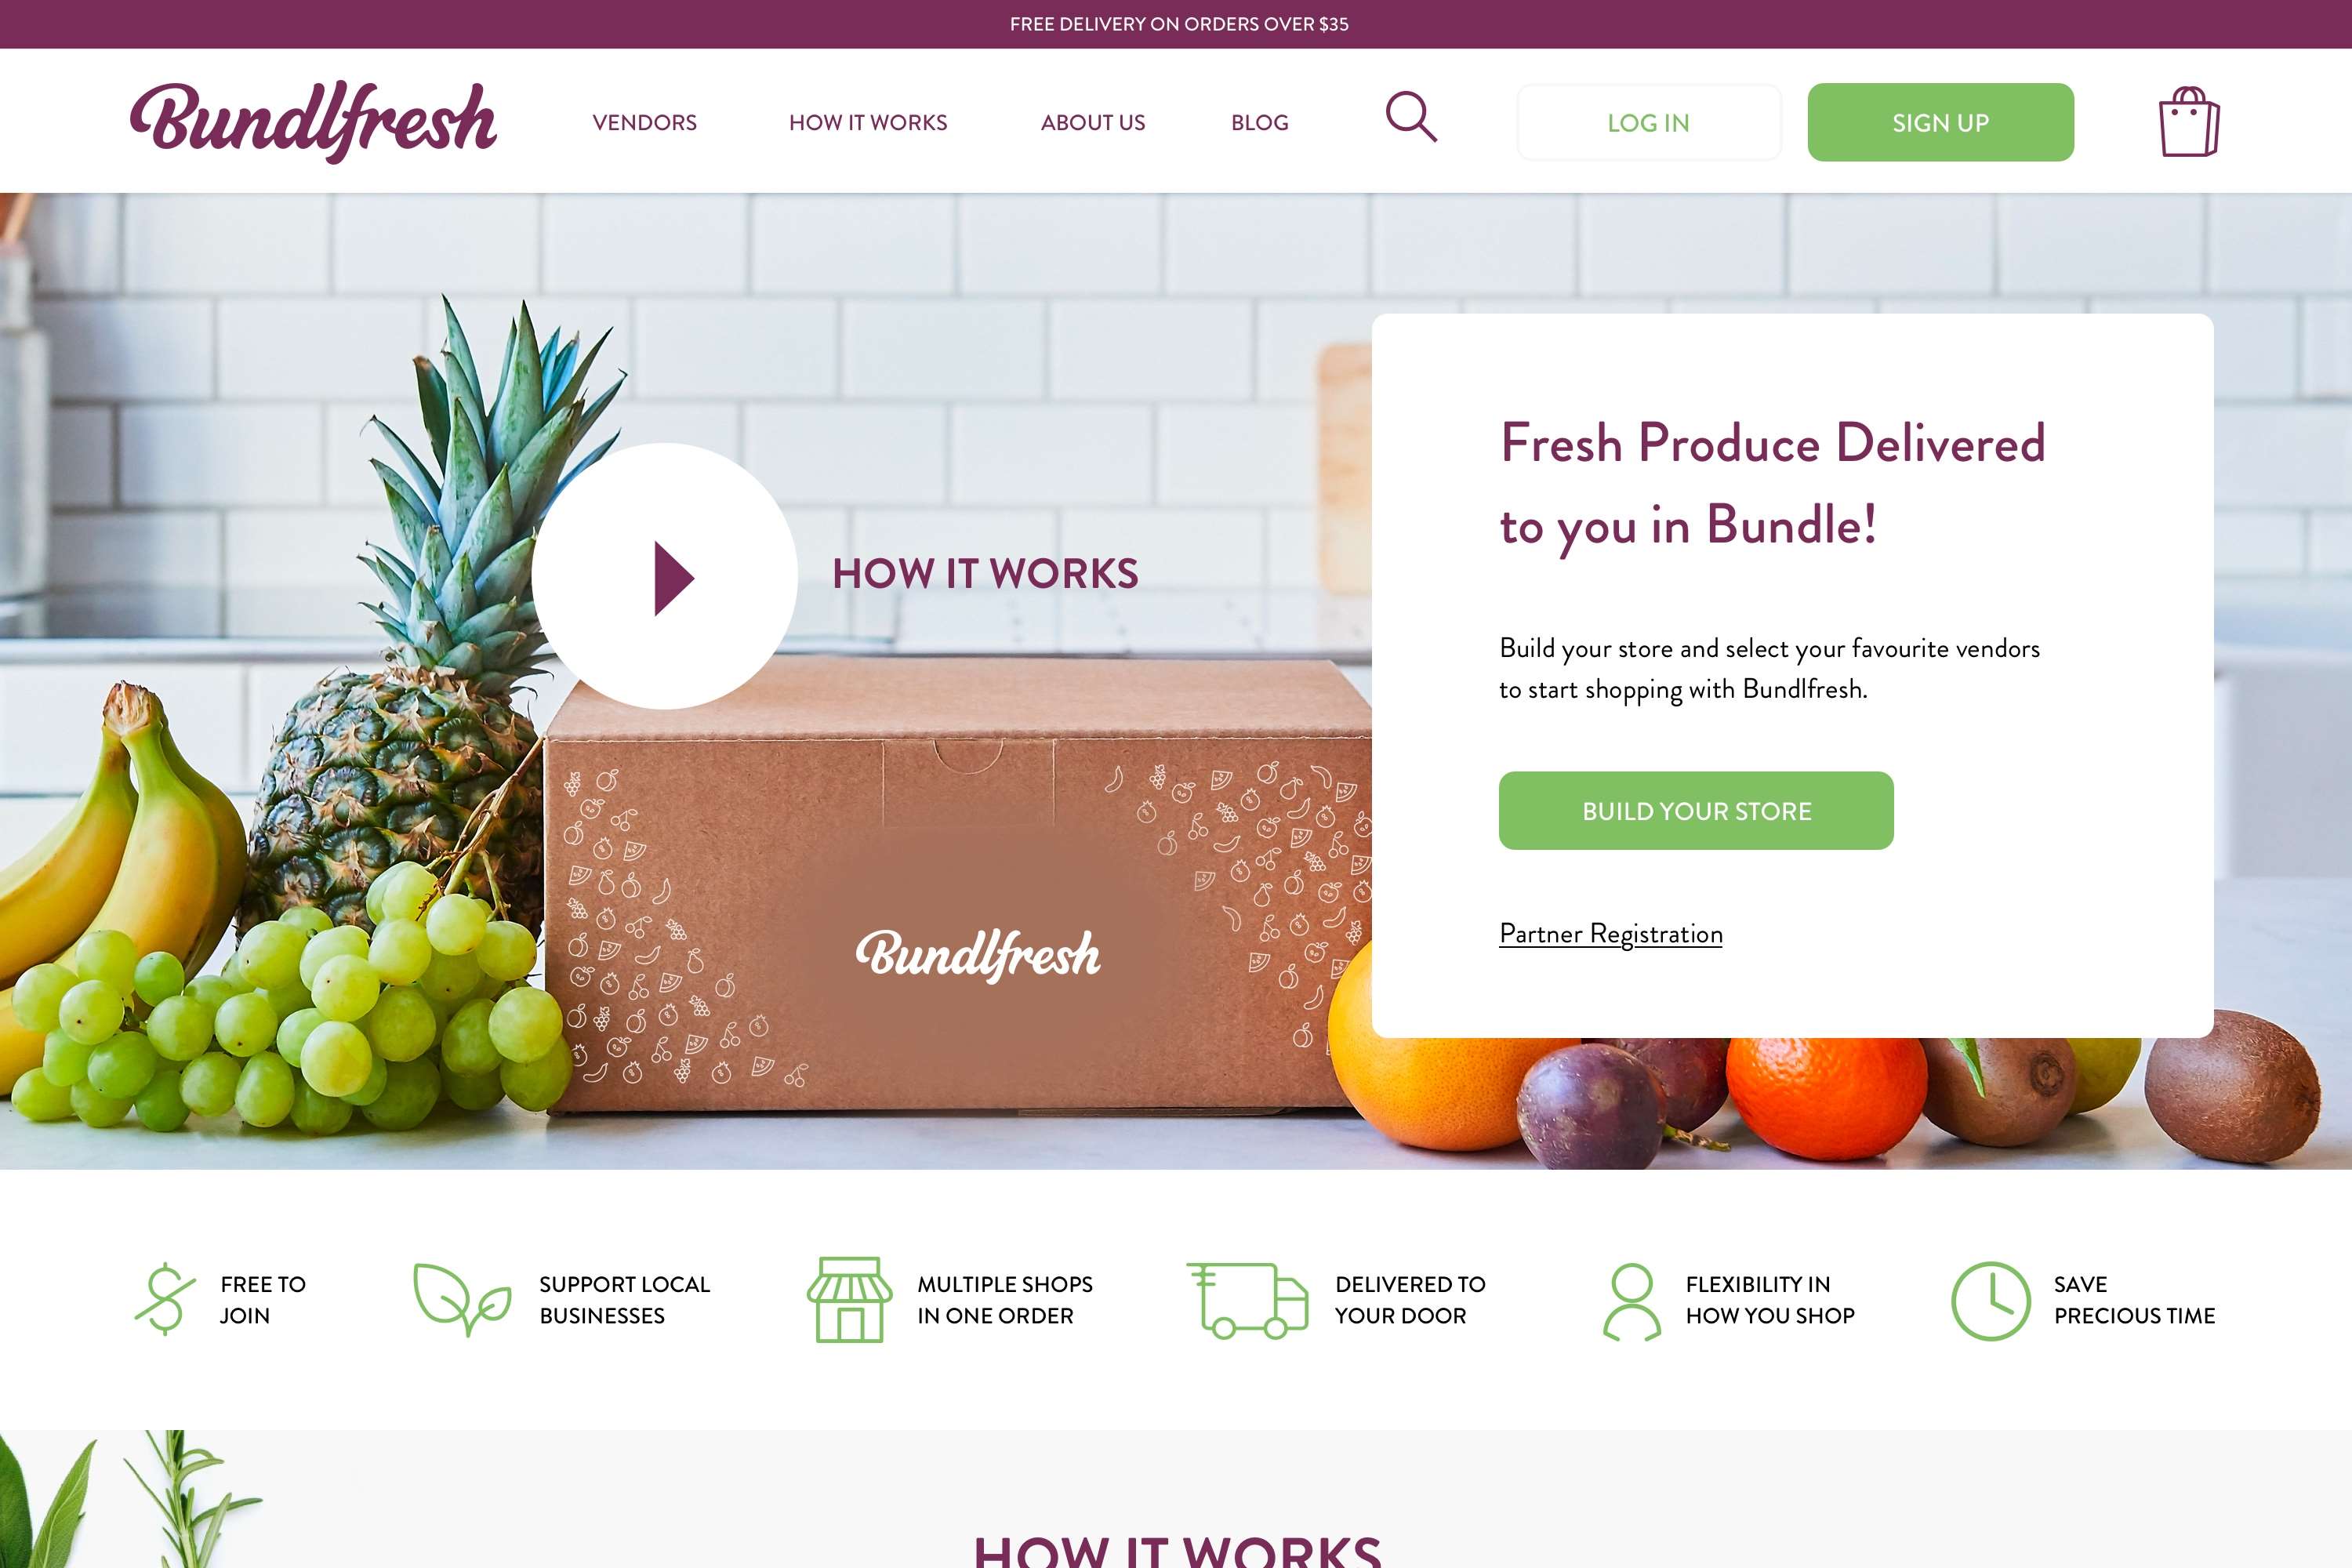 FREE DELIVERY ON ORDERS OVER $35
Bundlfresh
VENDORS
HOW IT WORKS
ABOUT US
BLOG
LOG IN
SIGN UP
HOW IT WORKS
Fresh Produce Delivered
to you in Bundle!
Build your store and select your favourite vendors
to start shopping with Bundlfresh.
BUILD YOUR STORE
Partner Registration
Bundlfresh
FREE TO
JOIN
SUPPORT LOCAL
BUSINESSES
MULTIPLE SHOPS
IN ONE ORDER
DELIVERED TO
YOUR DOOR
FLEXIBILITY IN
HOW YOU SHOP
SAVE
PRECIOUS TIME
HOW IT WORKS